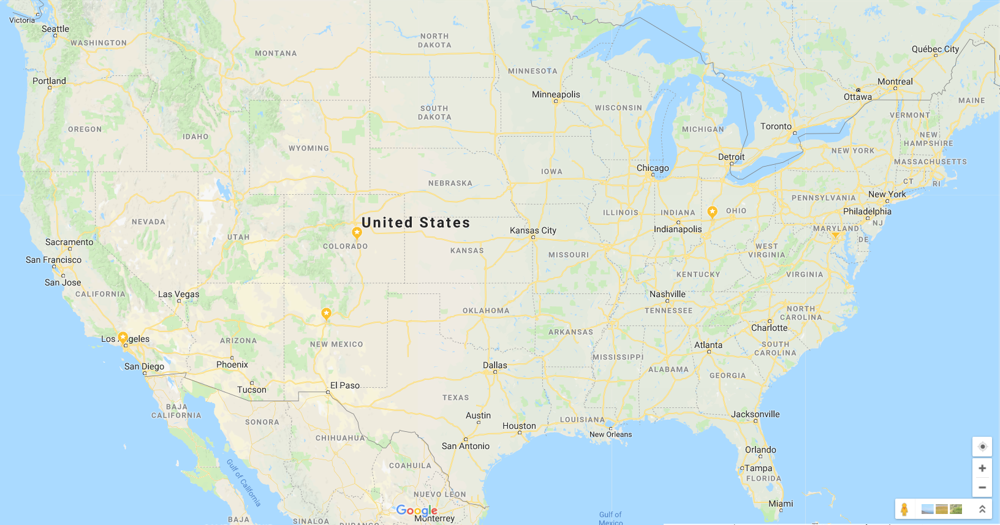 Victoria
Seattle
WASHINGTON
MONTANA
NORTH
DAKOTA
MINNESOTA
Québec City
Montreal
Ottawa
MAINE
Portland
Minneapolis
WISCONSIN
SOUTH
DAKOTA
VERMONT
OREGON
IDAHO
MICHIGAN
Toronto
NEW
HAMPSHIRE
WYOMING
NEW YORK
Detroit
MASSACHUSETTS
Chicago
IOWA
NEBRASKA
CT
RI
New York
PENNSYLVANIA
OHIO
INDIANA
ILLINOIS
Philadelphia
NEVADA
United States
NJ
Indianapolis
MARYLAND
Kansas City
UTAH
DE
Sacramento
COLORADO
KANSAS
MISSOURI
WEST
VIRGINIA
San Francisco
KENTUCKY
VIRGINIA
San Jose
CALIFORNIA
Las Vegas
Nashville
OKLAHOMA
TENNESSEE
NORTH
CAROLINA
Charlotte
ARKANSAS
Los Angeles
ARIZONA
NEW MEXICO
Atlanta
SOUTH
CAROLINA
MISSISSIPPI
San Diego
Phoenix
Dallas
ALABAMA
GEORGIA
Tucson
El Paso
TEXAS
BAJA
CALIFORNIA
SONORA
Austin
LOUISIANA
Jacksonville
Houston
New Orleans
CHIHUAHUA
San Antonio
Orlando
COAHUILA
Tampa
FLORIDA
Gulf of California
NUEVO LEON
Miami
Google
Monterrey
Gulf of
Mexico
BAJA
SINALOA
DURANGO